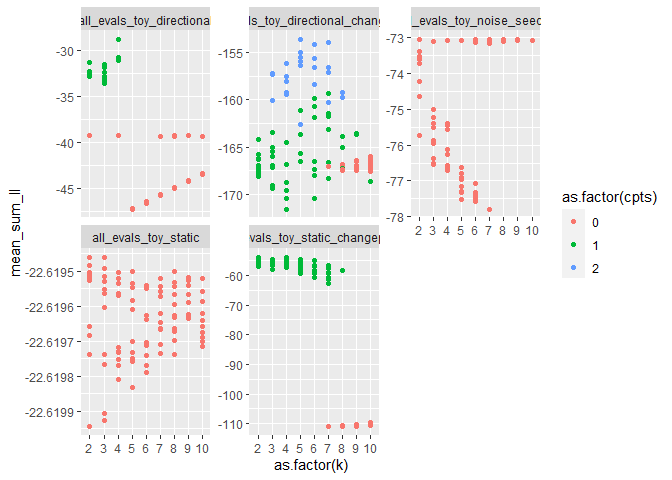 all_evals_toy_directional
ls_toy_directional_chang
_evals_toy_noise_seed
-30
-35
-40
-45
-155
-160
-165
-170
-73
-74
-75
-76
-77
-78
2 3 4 5 6 7 8 9 10
all_evals_toy_static
vals_toy_static_change
-22.6195
-22.6196
-22.6197
-22.6198
-22.6199
-60
-70
-80
-90
-100
-110
2 3 4 5 6 7 8 9 10
2 3 4 5 6 7 8 9 10
mean_sum_ll
as.factor(k)
as.factor(cpts)
0
1
2